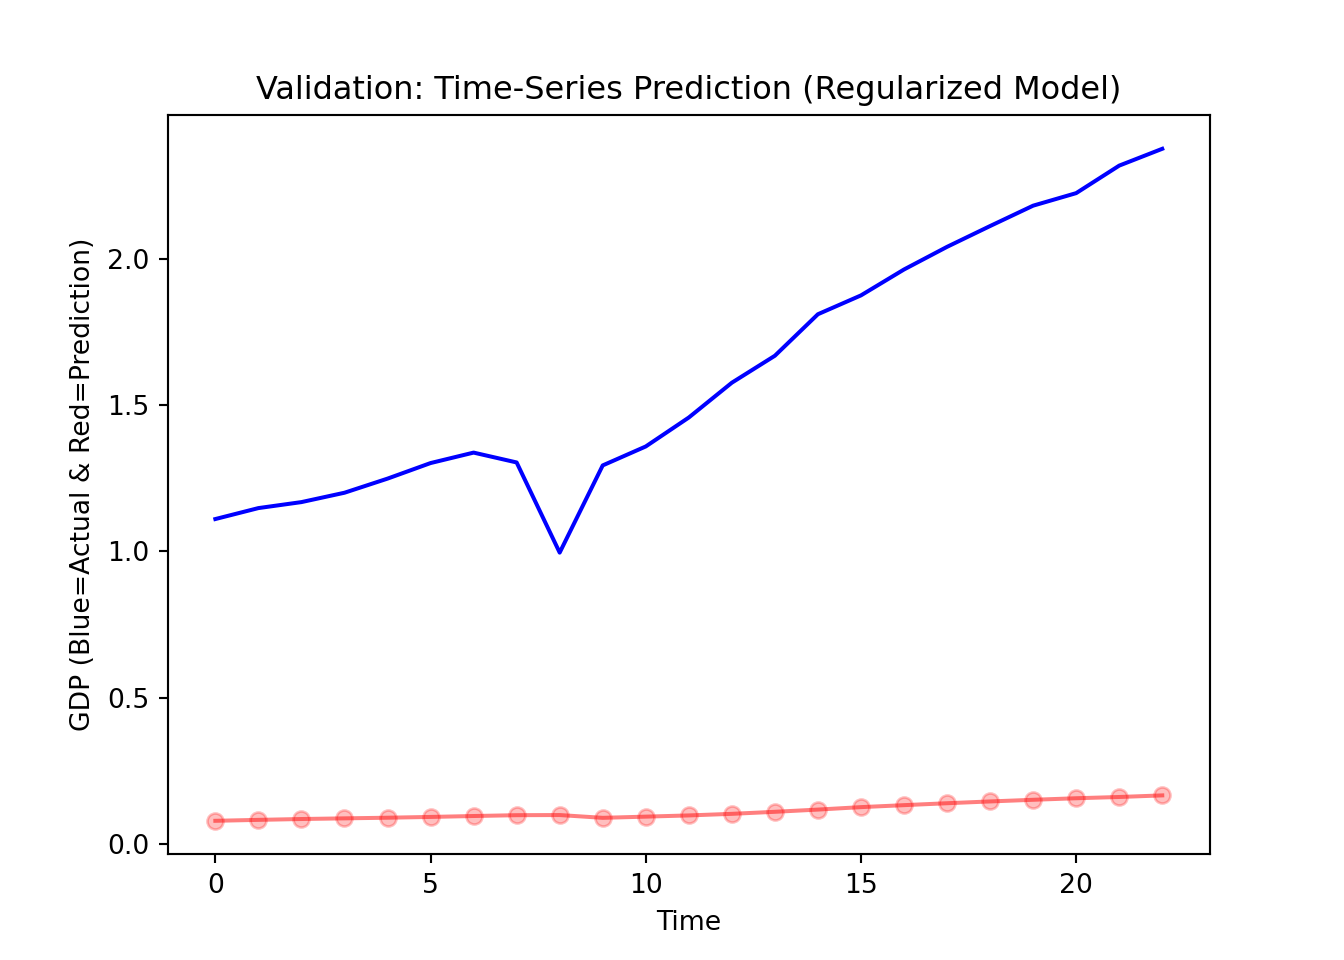 Validation: Time-Series Prediction (Regularized Model)
GDP (Blue=Actual & Red=Prediction)
2.0
1.5
1.0
0.5
0.0
0 5 10 15 20
Time